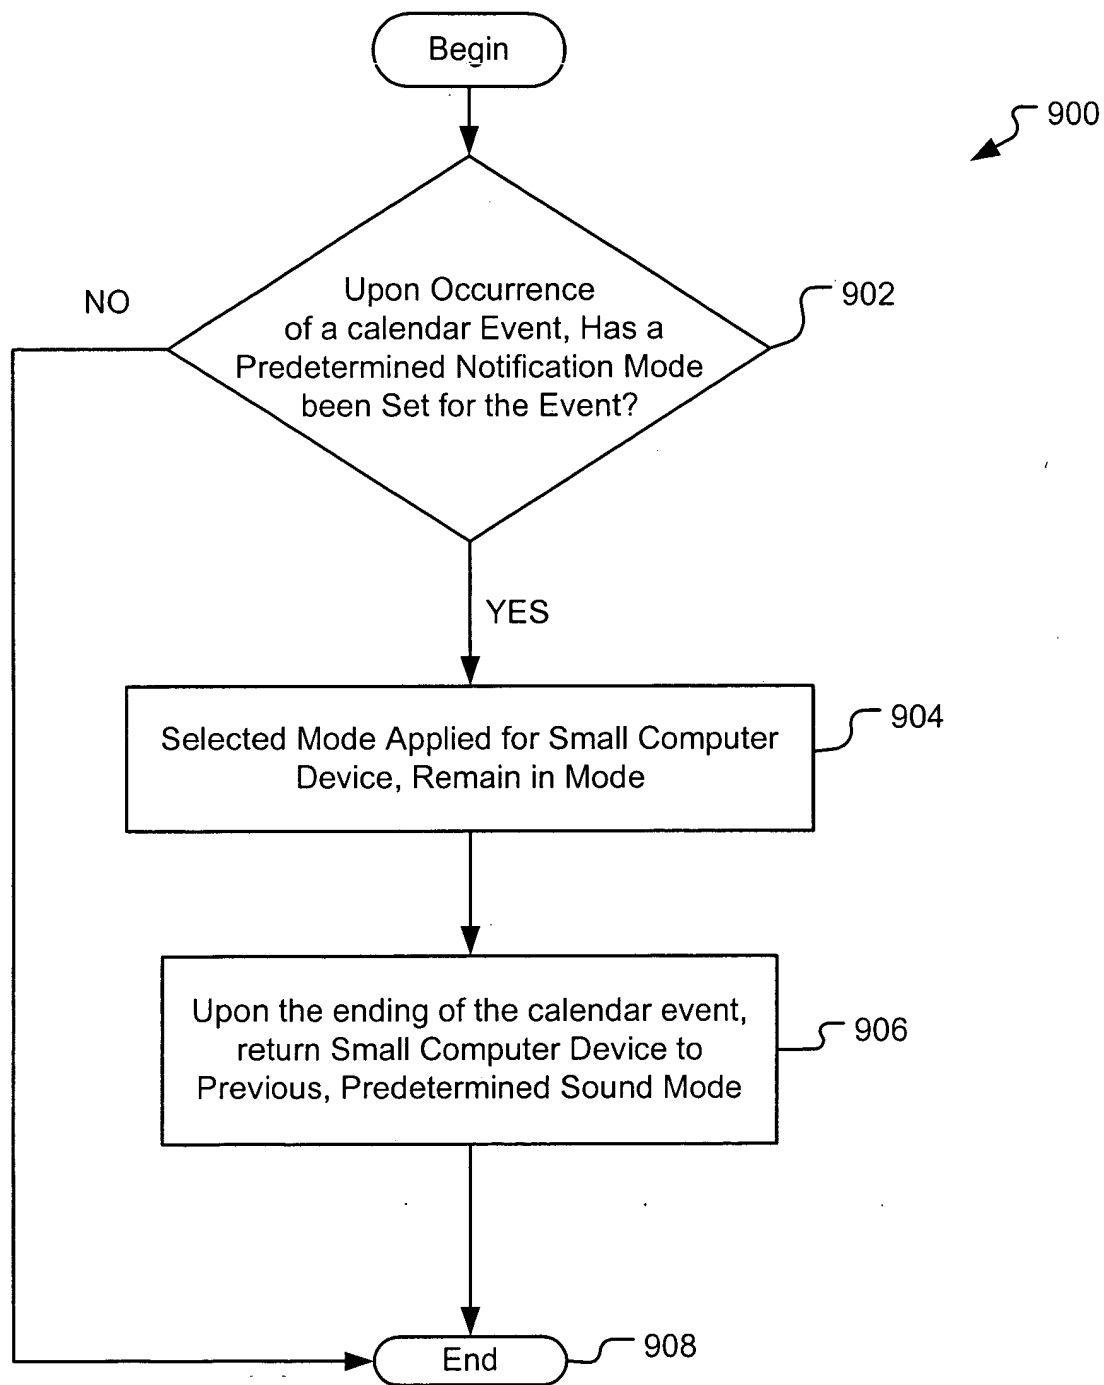 Begin
900
NO
Upon Occurrence
of a calendar Event, Has a
Predetermined Notification Mode
been Set for the Event?
902
YES
Selected Mode Applied for Small Computer
Device, Remain in Mode
904
Upon the ending of the calendar event,
return Small Computer Device to
Previous, Predetermined Sound Mode
906
End
908